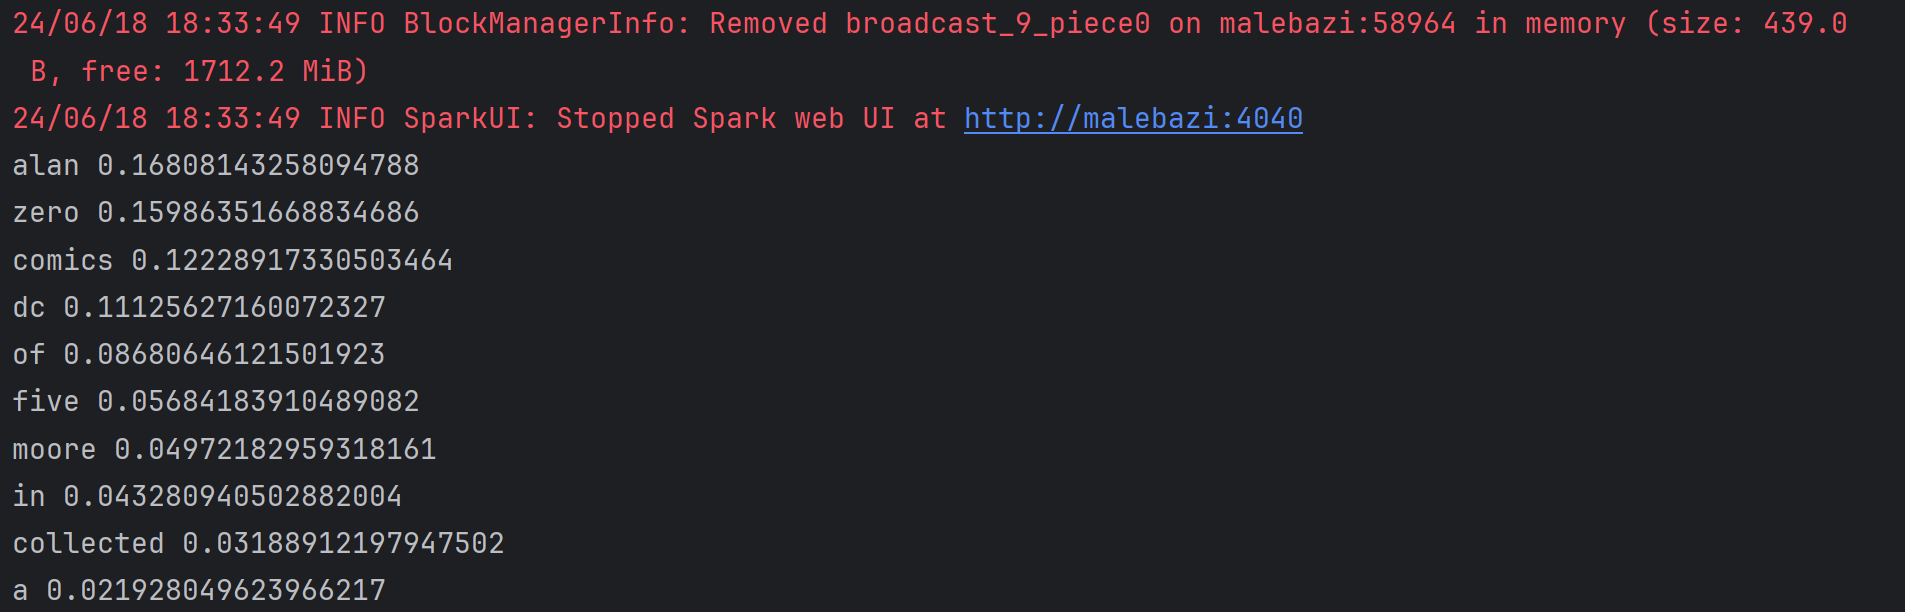 24/06/18 18:33:49 INFO BlockManagerInfo: Removed broadcast_9_piece0 on malebazi:58964 in memory (size: 439.0
B, free: 1712.2 MiB)
24/06/18 18:33:49 INFO SparkUI: Stopped Spark web UI at http://malebazi:4040
alan 0.16808143258094788
zero 0.15986351668834686
comics 0.12228917330503464
dc 0.11125627160072327
of 0.08680646121501923
five 0.05684183910489082
moore 0.04972182959318161
in 0.043280940502882004
collected 0.03188912197947502
a 0.021928049623966217